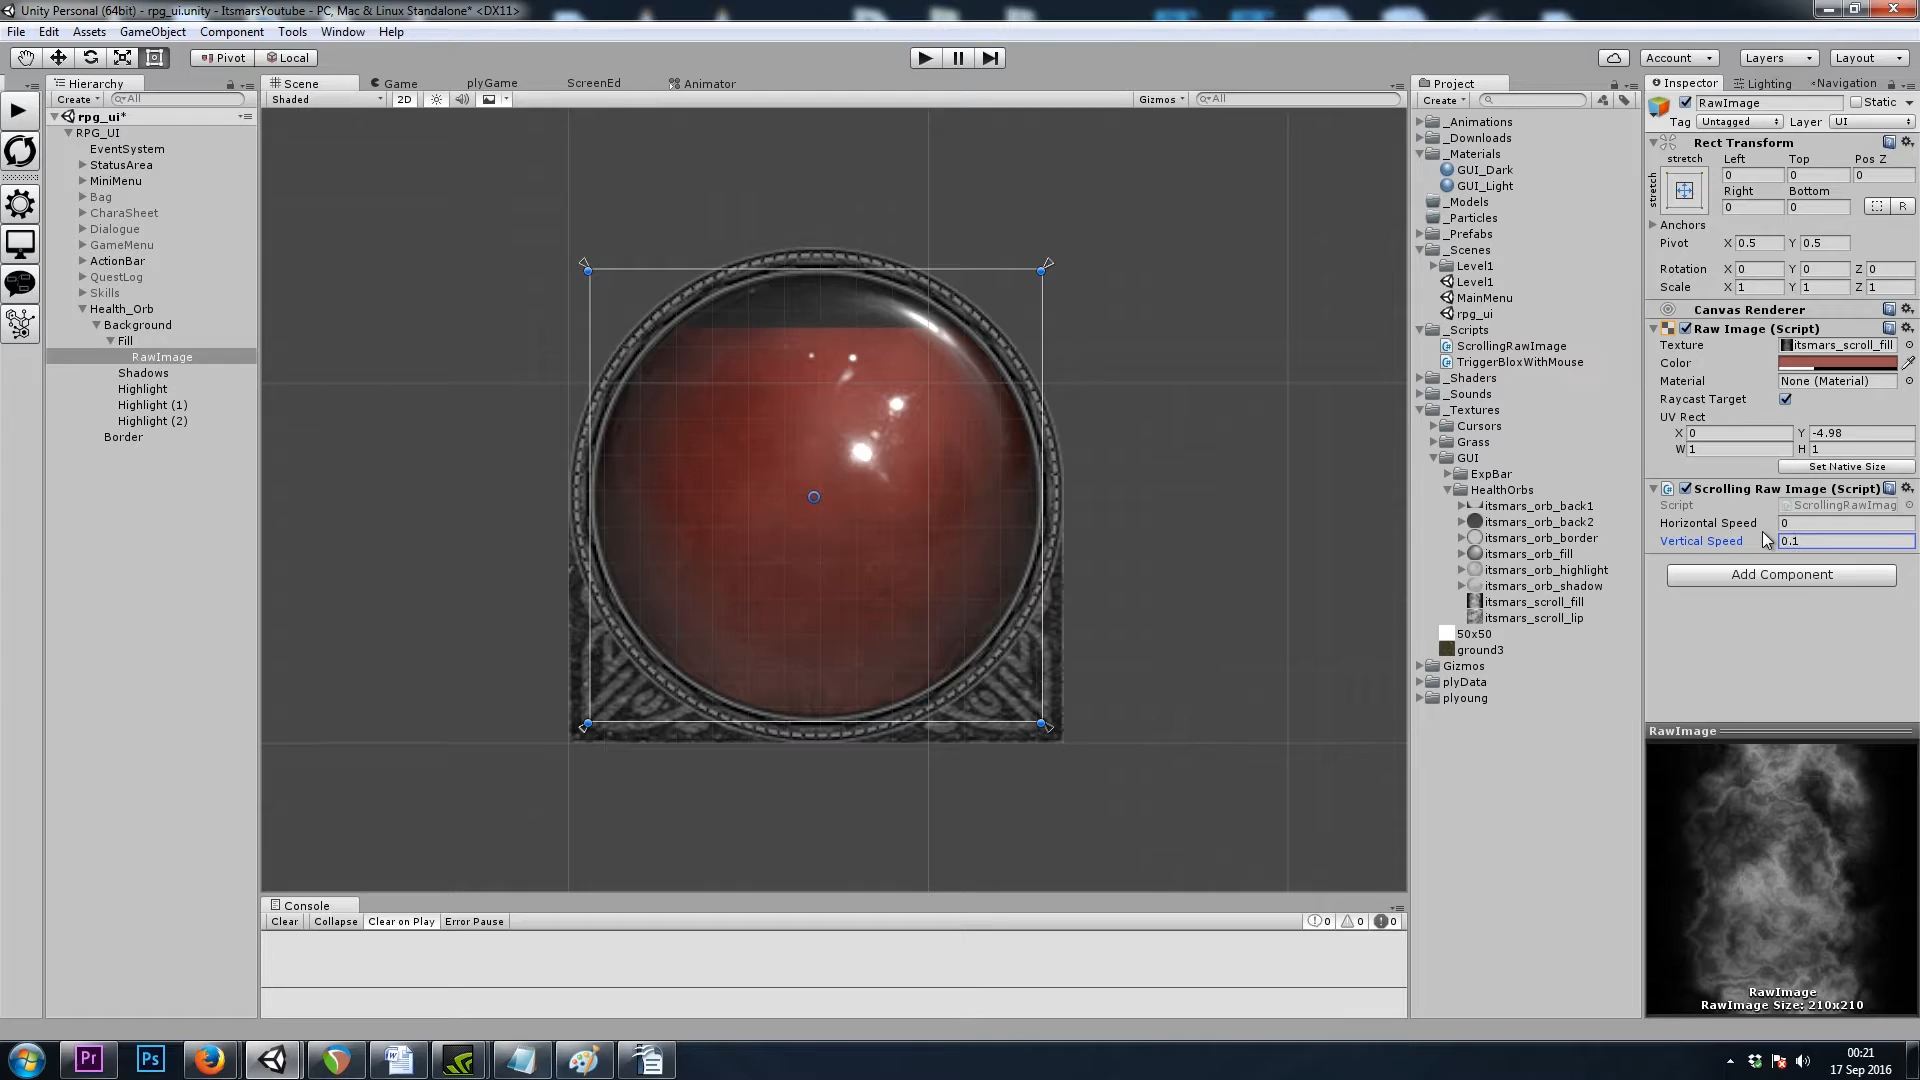 Unity Personal (64bit) - rpg_ui.unity - ItsmarsYoutube - PC, Mac & Linux Standalone* <DX11>
File Edit Assets GameObject Component Tools Window Help
Pivot Local
Account Layers Layout
Hierarchy
Create All
rpg_ui*
RPG_UI
EventSystem
StatusArea
MiniMenu
Bag
CharaSheet
Dialogue
GameMenu
ActionBar
QuestLog
Skills
Health_Orb
Background
Fill
RawImage
Shadows
Highlight
Highlight (1)
Highlight (2)
Border
Scene Game plyGame ScreenEd Animator
Shaded 2D Gizmos All
Console
Clear Collapse Clear on Play Error Pause 0 0 0
Project
Create
_Animations
_Downloads
_Materials
GUI_Dark
GUI_Light
_Models
_Particles
_Prefabs
_Scenes
Level1
Level1
MainMenu
rpg_ui
_Scripts
ScrollingRawImage
TriggerBloxWithMouse
_Shaders
_Sounds
_Textures
Cursors
Grass
GUI
ExpBar
HealthOrbs
itsmars_orb_back1
itsmars_orb_back2
itsmars_orb_border
itsmars_orb_fill
itsmars_orb_highlight
itsmars_orb_shadow
itsmars_scroll_fill
itsmars_scroll_lip
50x50
ground3
Gizmos
plyData
plyoung
Inspector Lighting Navigation
RawImage Static
Tag Untagged Layer UI
Rect Transform
stretch Left Top Pos Z
stretch 0 0 0
Right Bottom
0 0 R
Anchors
Pivot X 0.5 Y 0.5
Rotation X 0 Y 0 Z 0
Scale X 1 Y 1 Z 1
Canvas Renderer
Raw Image (Script)
Texture itsmars_scroll_fill
Color
Material None (Material)
Raycast Target
UV Rect
X 0 Y -4.98
W 1 H 1
Set Native Size
Scrolling Raw Image (Script)
Script ScrollingRawImag
Horizontal Speed 0
Vertical Speed 0.1
Add Component
RawImage
RawImage
RawImage Size: 210x210
Pr Ps
00:21
17 Sep 2016